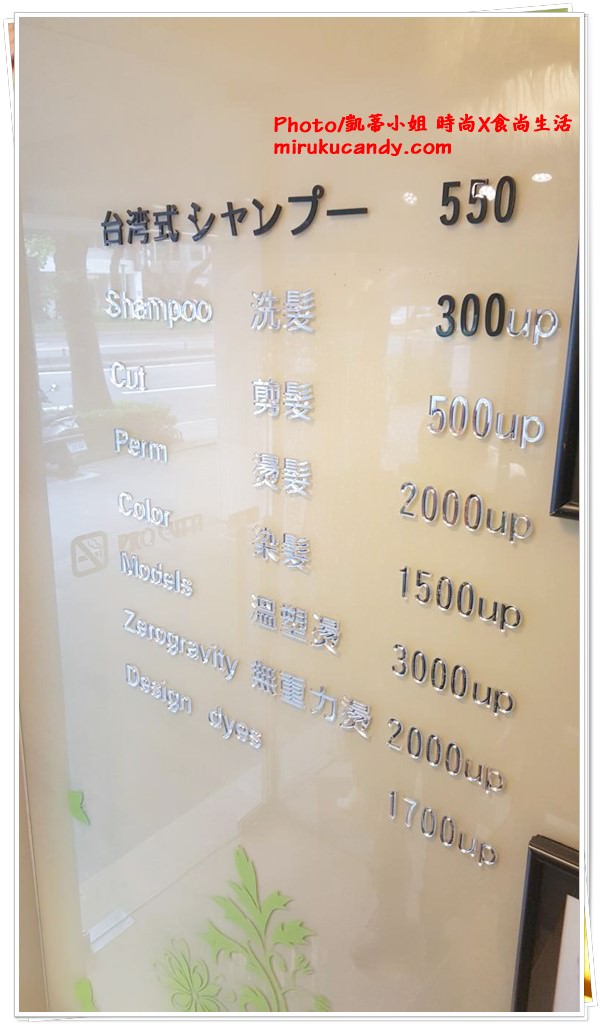 Photo/凱蒂小姐 時尚X食尚生活
mirukucandy.com
台湾式 シャンプー 550
Shampoo 洗髮 300up
Cut 剪髮 500up
Perm 燙髮 2000up
Color 染髮 1500up
Models 溫塑燙 3000up
Zerogravity 無重力燙 2000up
Design dyes 1700up